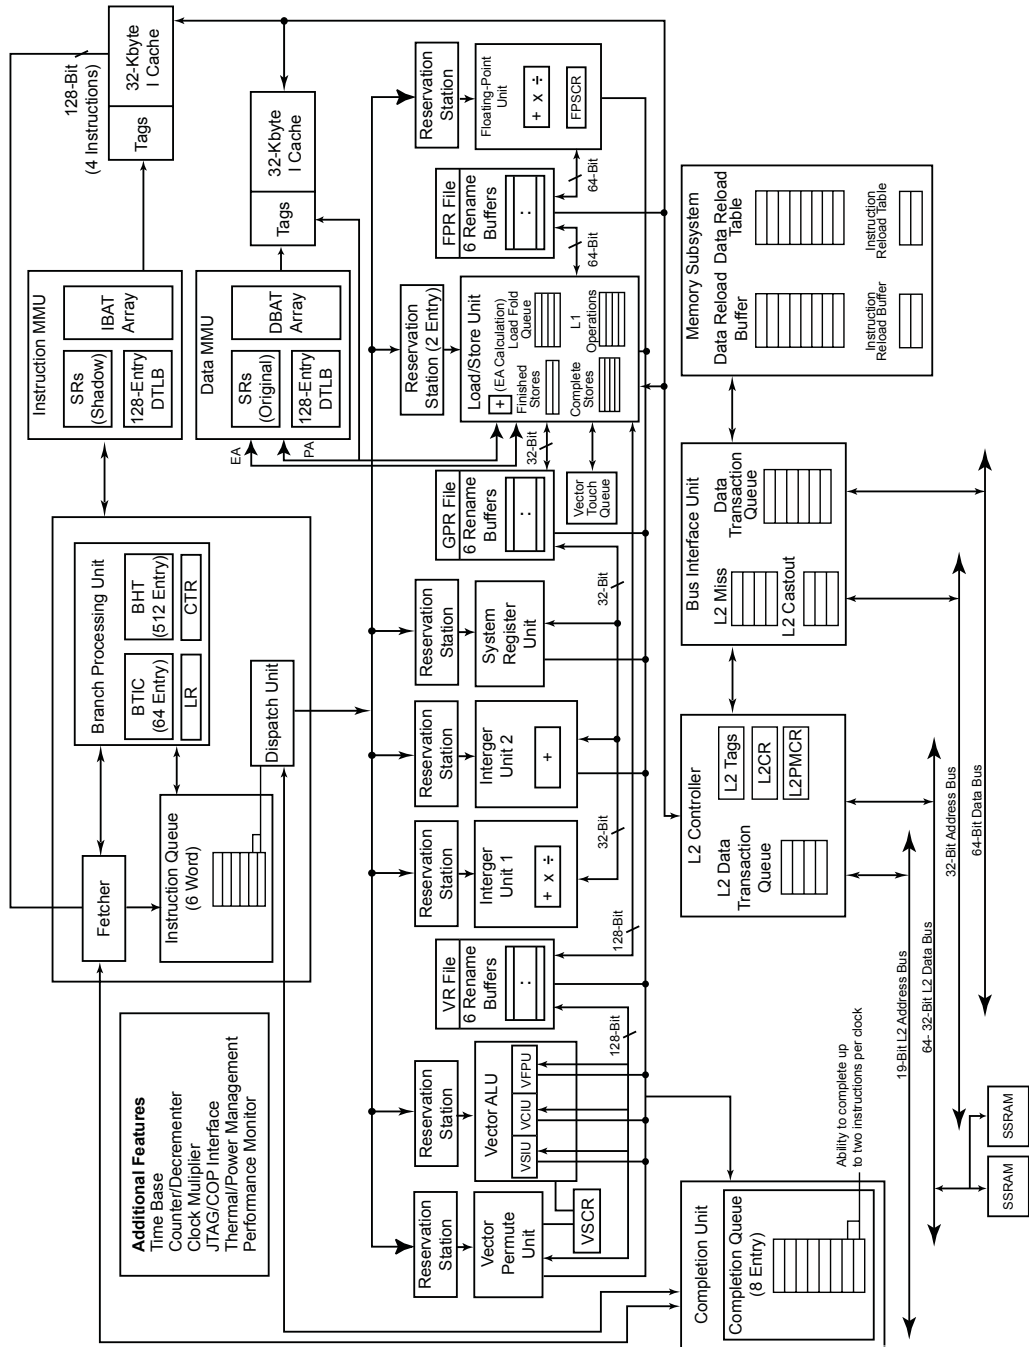 Additional Features
Time Base
Counter/Decrementer
Clock Muliplier
JTAG/COP Interface
Thermal/Power Management
Performance Monitor
Fetcher
Branch Processing Unit
BTIC
(64 Entry)
BHT
(512 Entry)
LR
CTR
Instruction Queue
(6 Word)
Dispatch Unit
Instruction MMU
SRs
(Shadow)
IBAT
Array
128-Entry
DTLB
Data MMU
SRs
(Original)
DBAT
Array
128-Entry
DTLB
EA
PA
128-Bit
(4 Instructions)
Tags
32-Kbyte
I Cache
Tags
32-Kbyte
I Cache
Reservation
Station
Reservation
Station
Reservation
Station
Reservation
Station
Reservation
Station
Reservation
Station (2 Entry)
Reservation
Station
Vector
Permute
Unit
Vector ALU
VSIU
VCIU
VFPU
VSCR
VR File
6 Rename
Buffers
:
128-Bit
128-Bit
Interger
Unit 1
+ x ÷
Interger
Unit 2
+
System
Register
Unit
32-Bit
32-Bit
GPR File
6 Rename
Buffers
:
32-Bit
Vector
Touch
Queue
Load/Store Unit
+
(EA Calculation)
Load Fold
Queue
Finished
Stores
L1
Operations
Complete
Stores
FPR File
6 Rename
Buffers
:
64-Bit
64-Bit
Floating-Point
Unit
+ x ÷
FPSCR
Completion Unit
Completion Queue
(8 Entry)
Ability to complete up
to two instructions per clock
L2 Controller
L2 Data
Transaction
Queue
L2 Tags
L2CR
L2PMCR
Bus Interface Unit
L2 Miss
Data
Transaction
Queue
L2 Castout
Memory Subsystem
Data Reload
Buffer
Data Reload
Table
Instruction
Reload Buffer
Instruction
Reload Table
19-Bit L2 Address Bus
64- 32-Bit L2 Data Bus
32-Bit Address Bus
64-Bit Data Bus
SSRAM
SSRAM